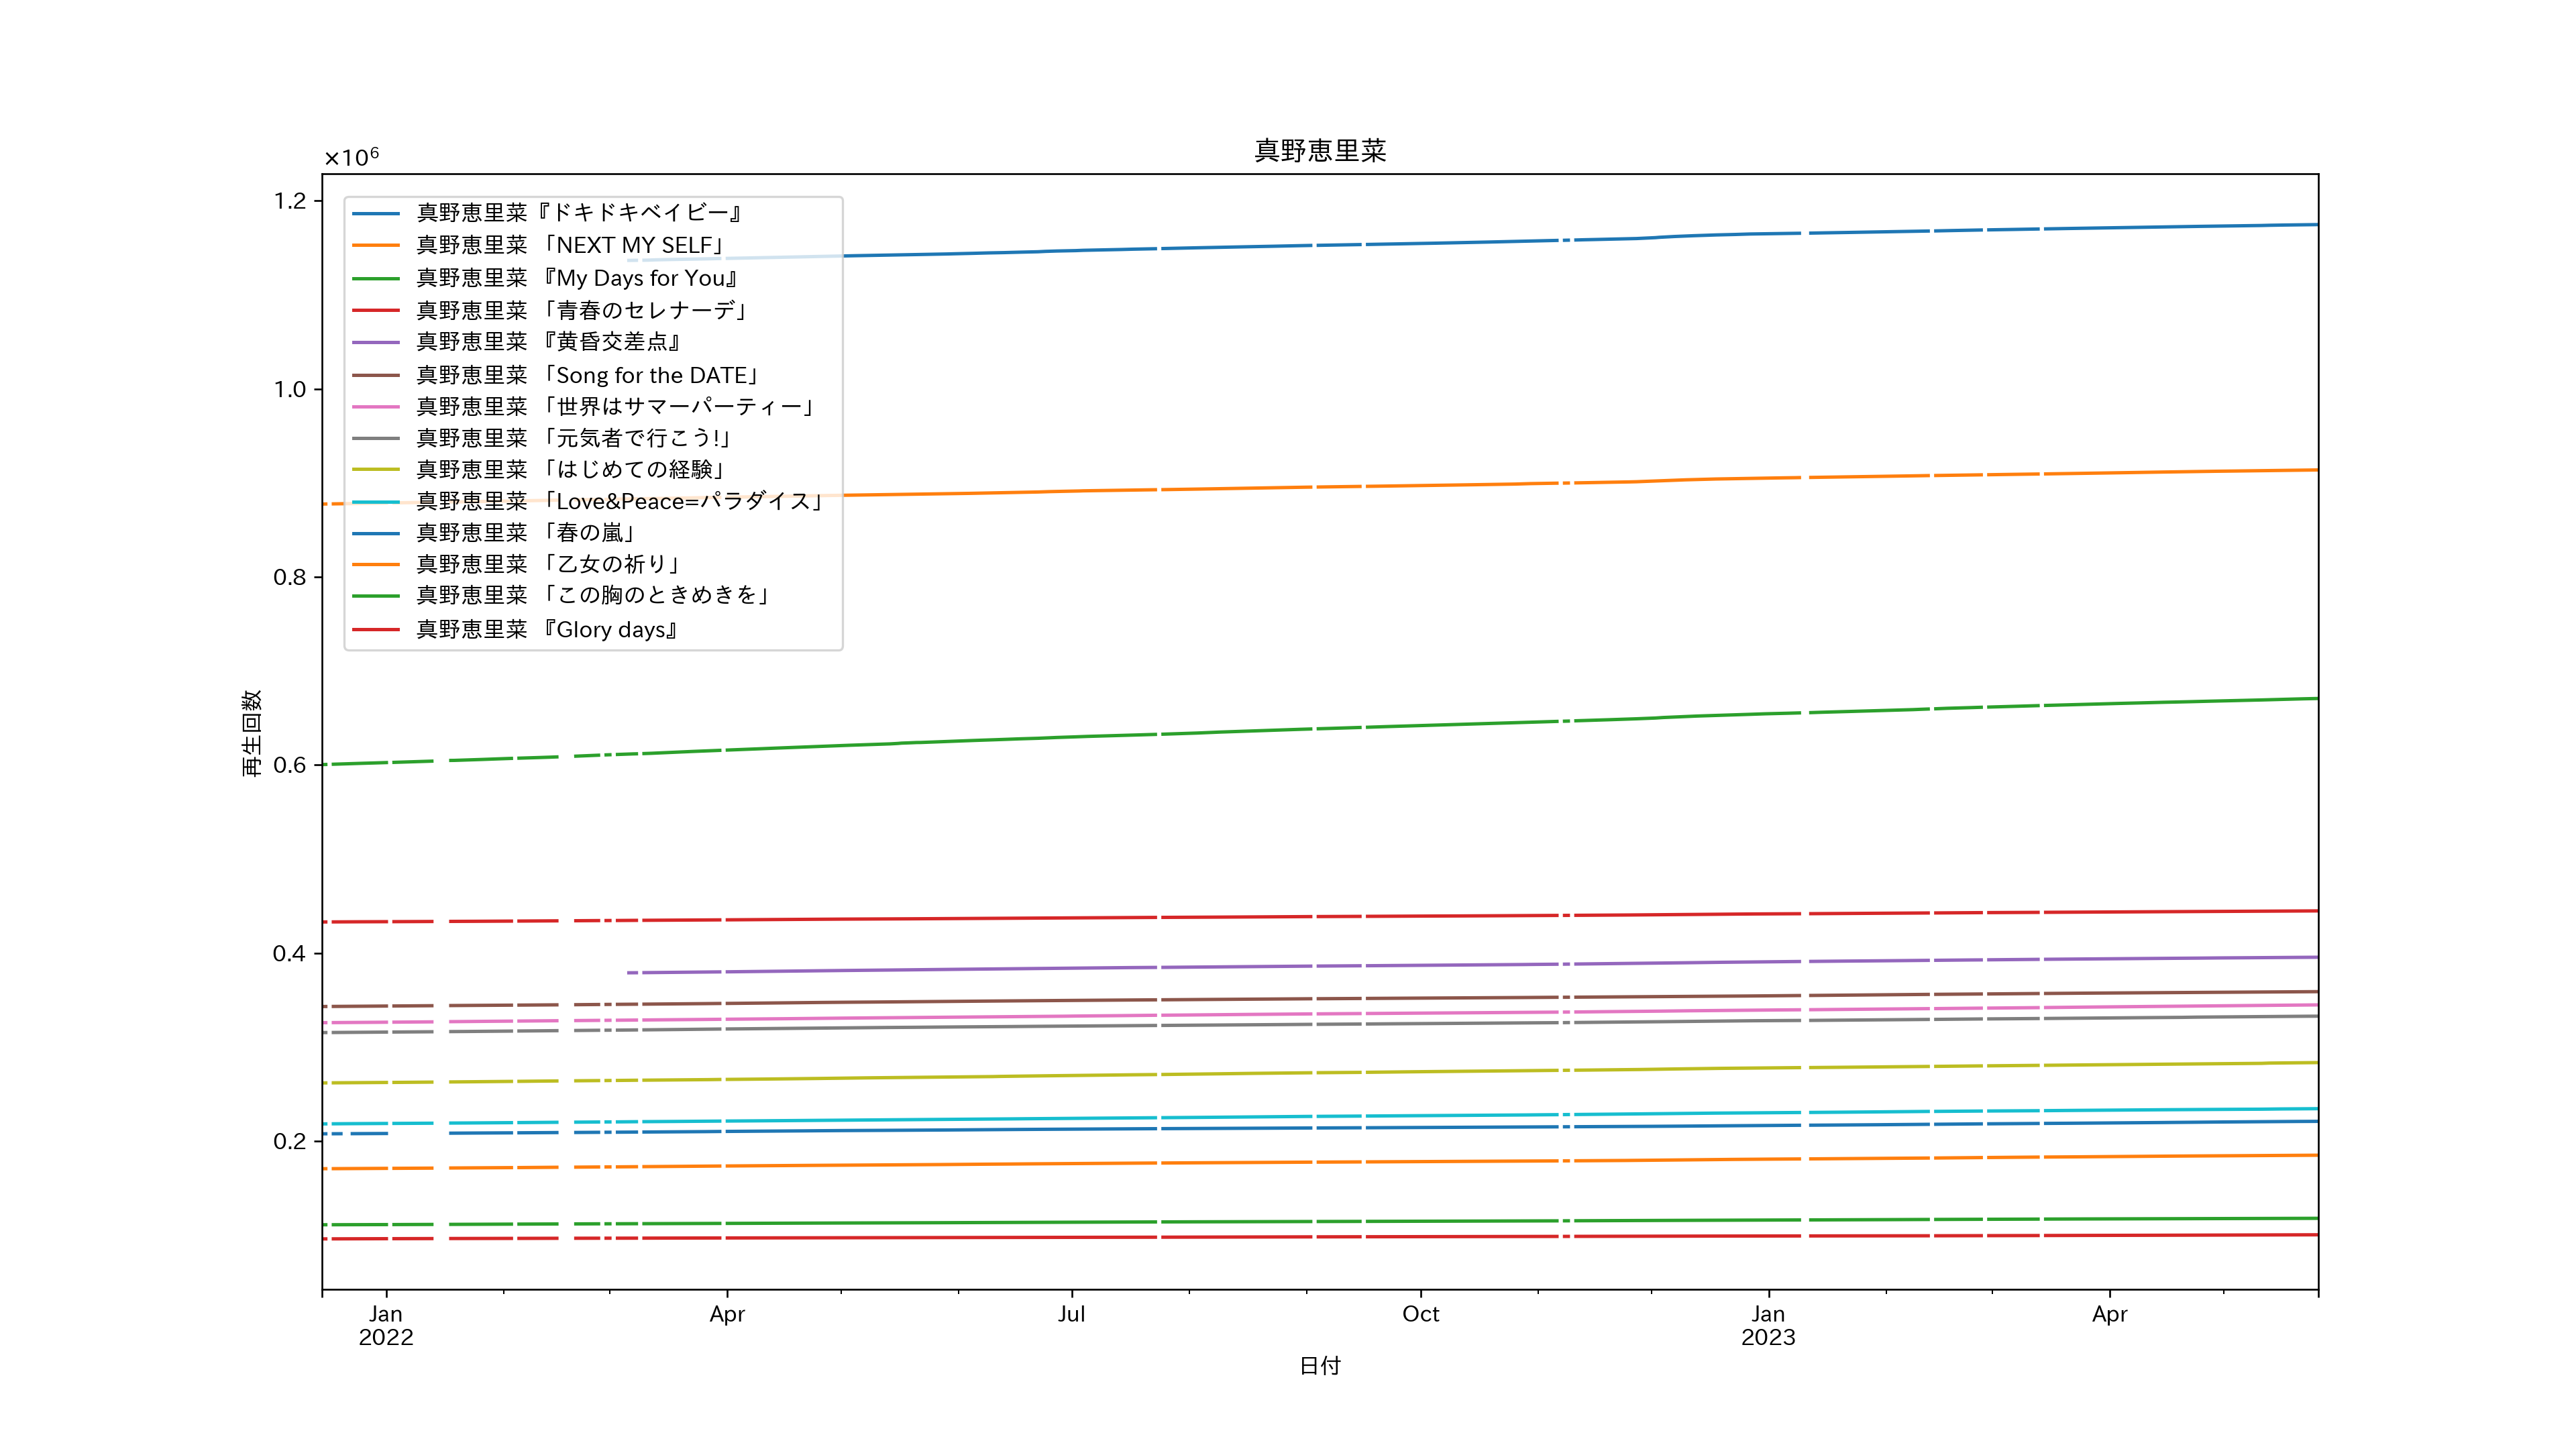 真野恵里菜
×10⁶
1.2
1.0
0.8
0.6
0.4
0.2
再生回数
真野恵里菜『ドキドキベイビー』
真野恵里菜 「NEXT MY SELF」
真野恵里菜 『My Days for You』
真野恵里菜 「青春のセレナーデ」
真野恵里菜 『黄昏交差点』
真野恵里菜 「Song for the DATE」
真野恵里菜 「世界はサマーパーティー」
真野恵里菜 「元気者で行こう!」
真野恵里菜 「はじめての経験」
真野恵里菜 「Love&Peace=パラダイス」
真野恵里菜 「春の嵐」
真野恵里菜 「乙女の祈り」
真野恵里菜 「この胸のときめきを」
真野恵里菜 『Glory days』
Jan Apr Jul Oct Jan Apr
2022 2023
日付